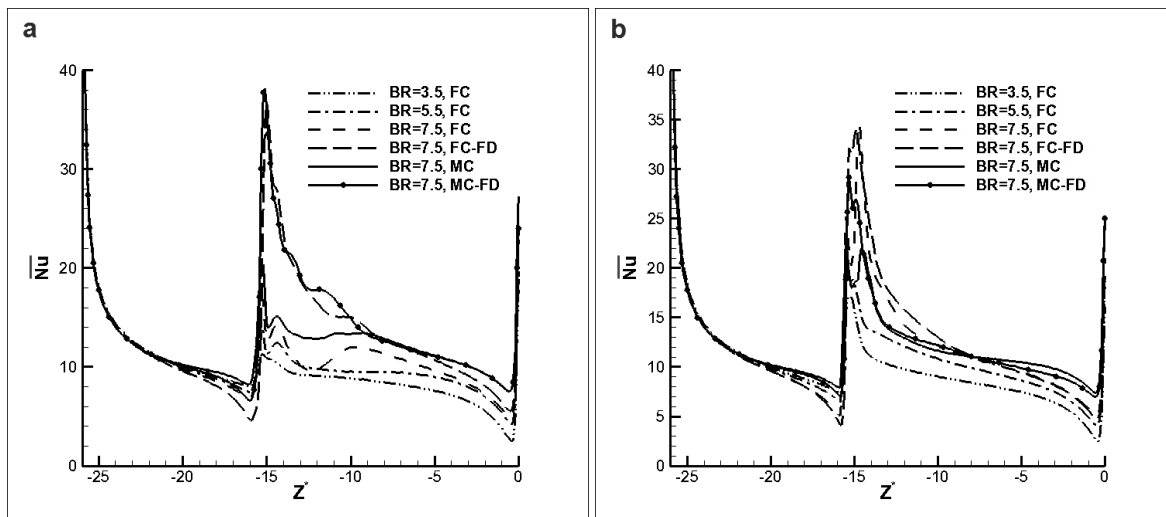 a
40
30
20
10
0
Nu
BR=3.5, FC
BR=5.5, FC
BR=7.5, FC
BR=7.5, FC-FD
BR=7.5, MC
BR=7.5, MC-FD
-25 -20 -15 -10 -5 0
Z*
b
40
35
30
25
20
15
10
5
0
Nu
BR=3.5, FC
BR=5.5, FC
BR=7.5, FC
BR=7.5, FC-FD
BR=7.5, MC
BR=7.5, MC-FD
-25 -20 -15 -10 -5 0
Z*